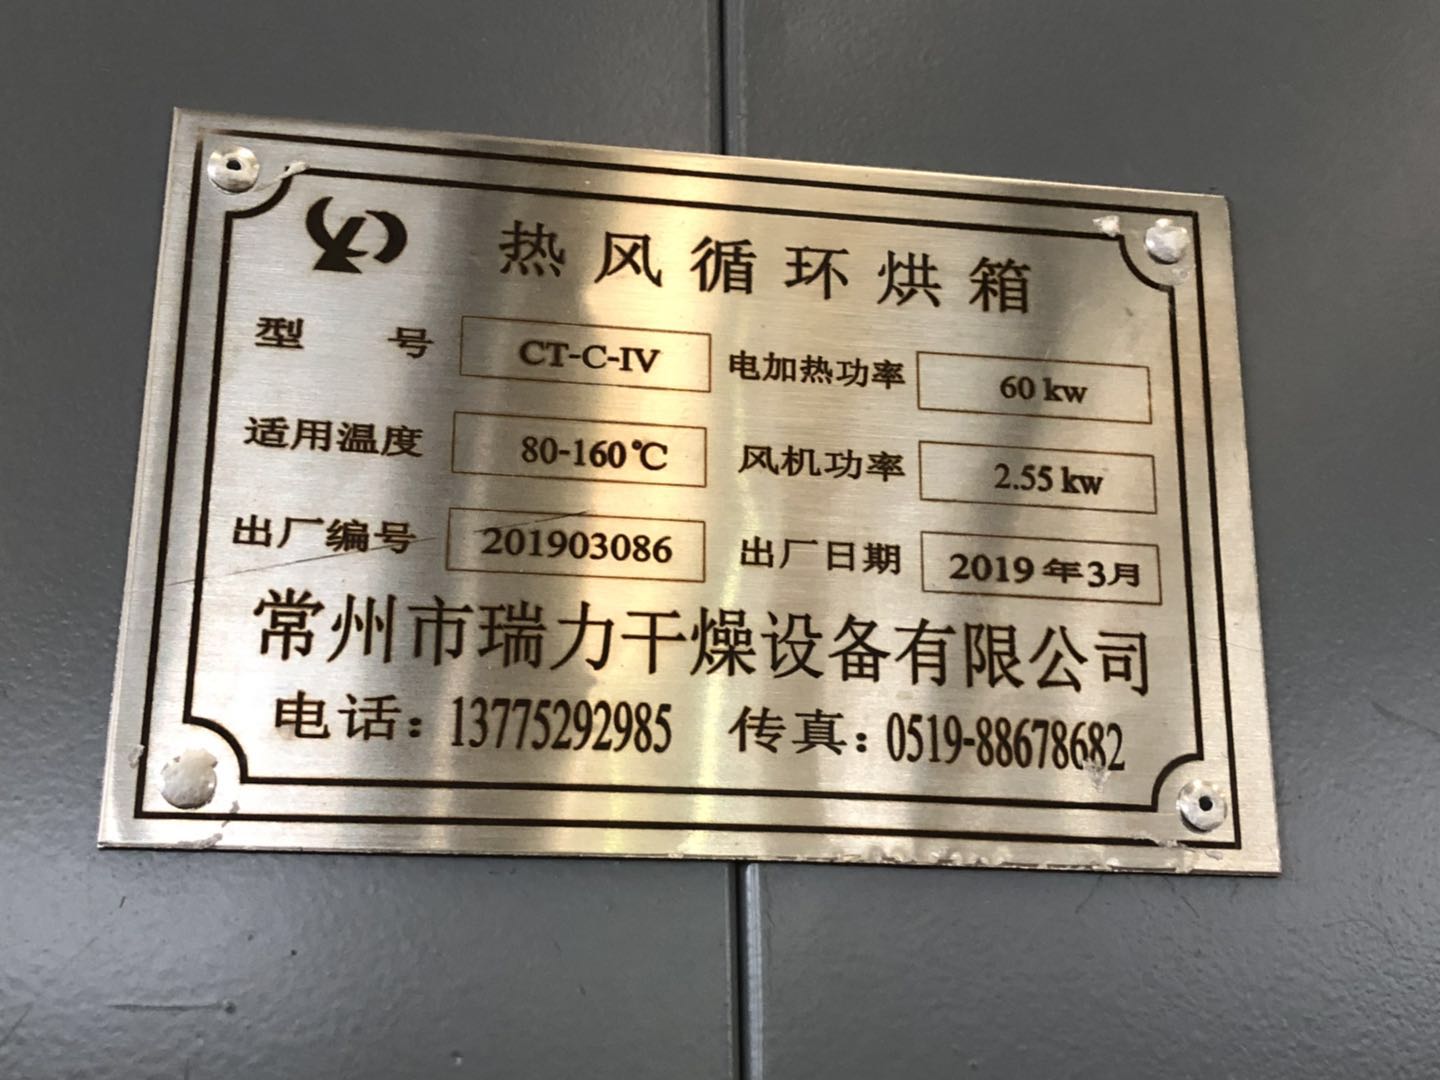 热风循环烘箱
型号 CT-C-IV 电加热功率 60 kw
适用温度 80-160℃ 风机功率 2.55 kw
出厂编号 201903086 出厂日期 2019年3月
常州市瑞力干燥设备有限公司
电话：13775292985 传真：0519-88678682